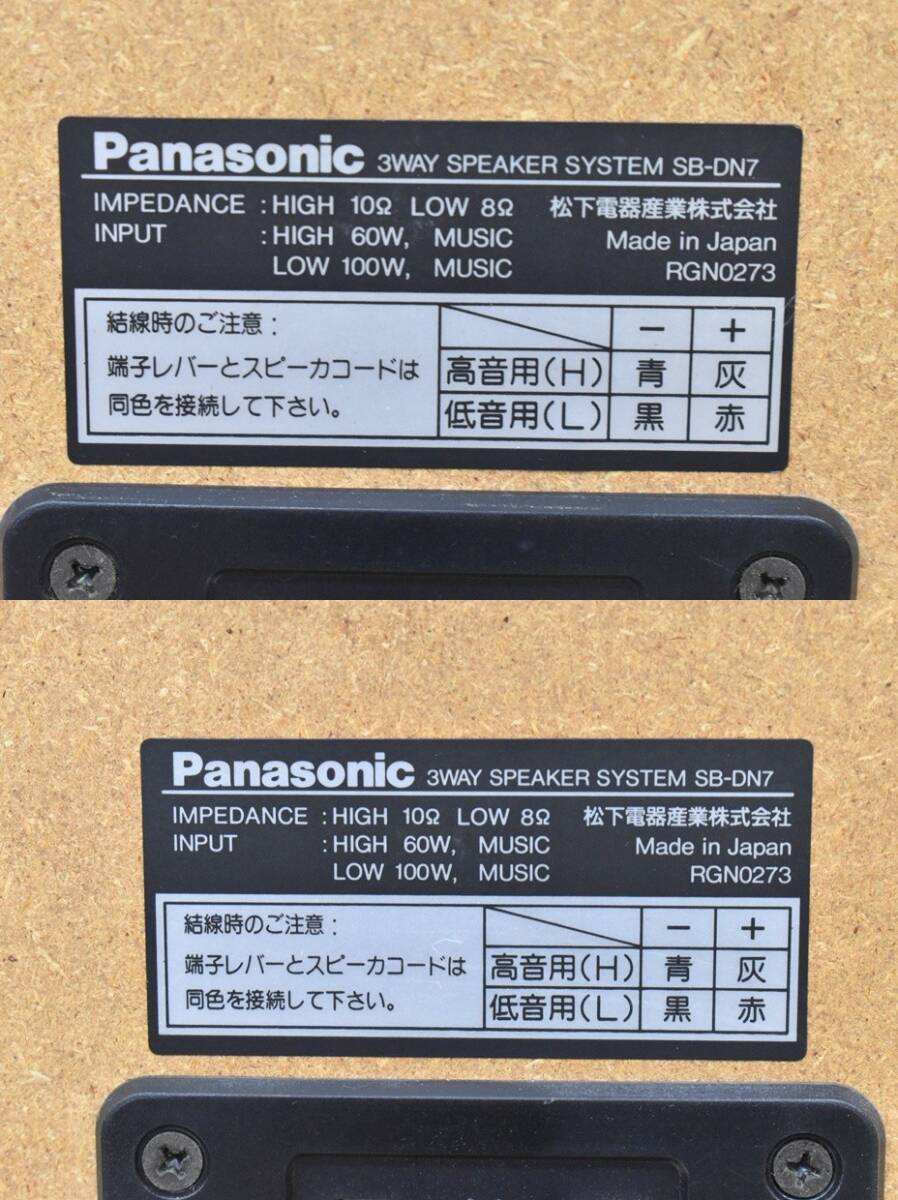 Panasonic 3WAY SPEAKER SYSTEM SB-DN7
IMPEDANCE : HIGH 10Ω LOW 8Ω 松下電器産業株式会社
INPUT : HIGH 60W, MUSIC Made in Japan
LOW 100W, MUSIC RGN0273
結線時のご注意:
端子レバーとスピーカコードは
同色を接続して下さい。
− +
高音用(H) 青 灰
低音用(L) 黒 赤
Panasonic 3WAY SPEAKER SYSTEM SB-DN7
IMPEDANCE : HIGH 10Ω LOW 8Ω 松下電器産業株式会社
INPUT : HIGH 60W, MUSIC Made in Japan
LOW 100W, MUSIC RGN0273
結線時のご注意:
端子レバーとスピーカコードは
同色を接続して下さい。
− +
高音用(H) 青 灰
低音用(L) 黒 赤